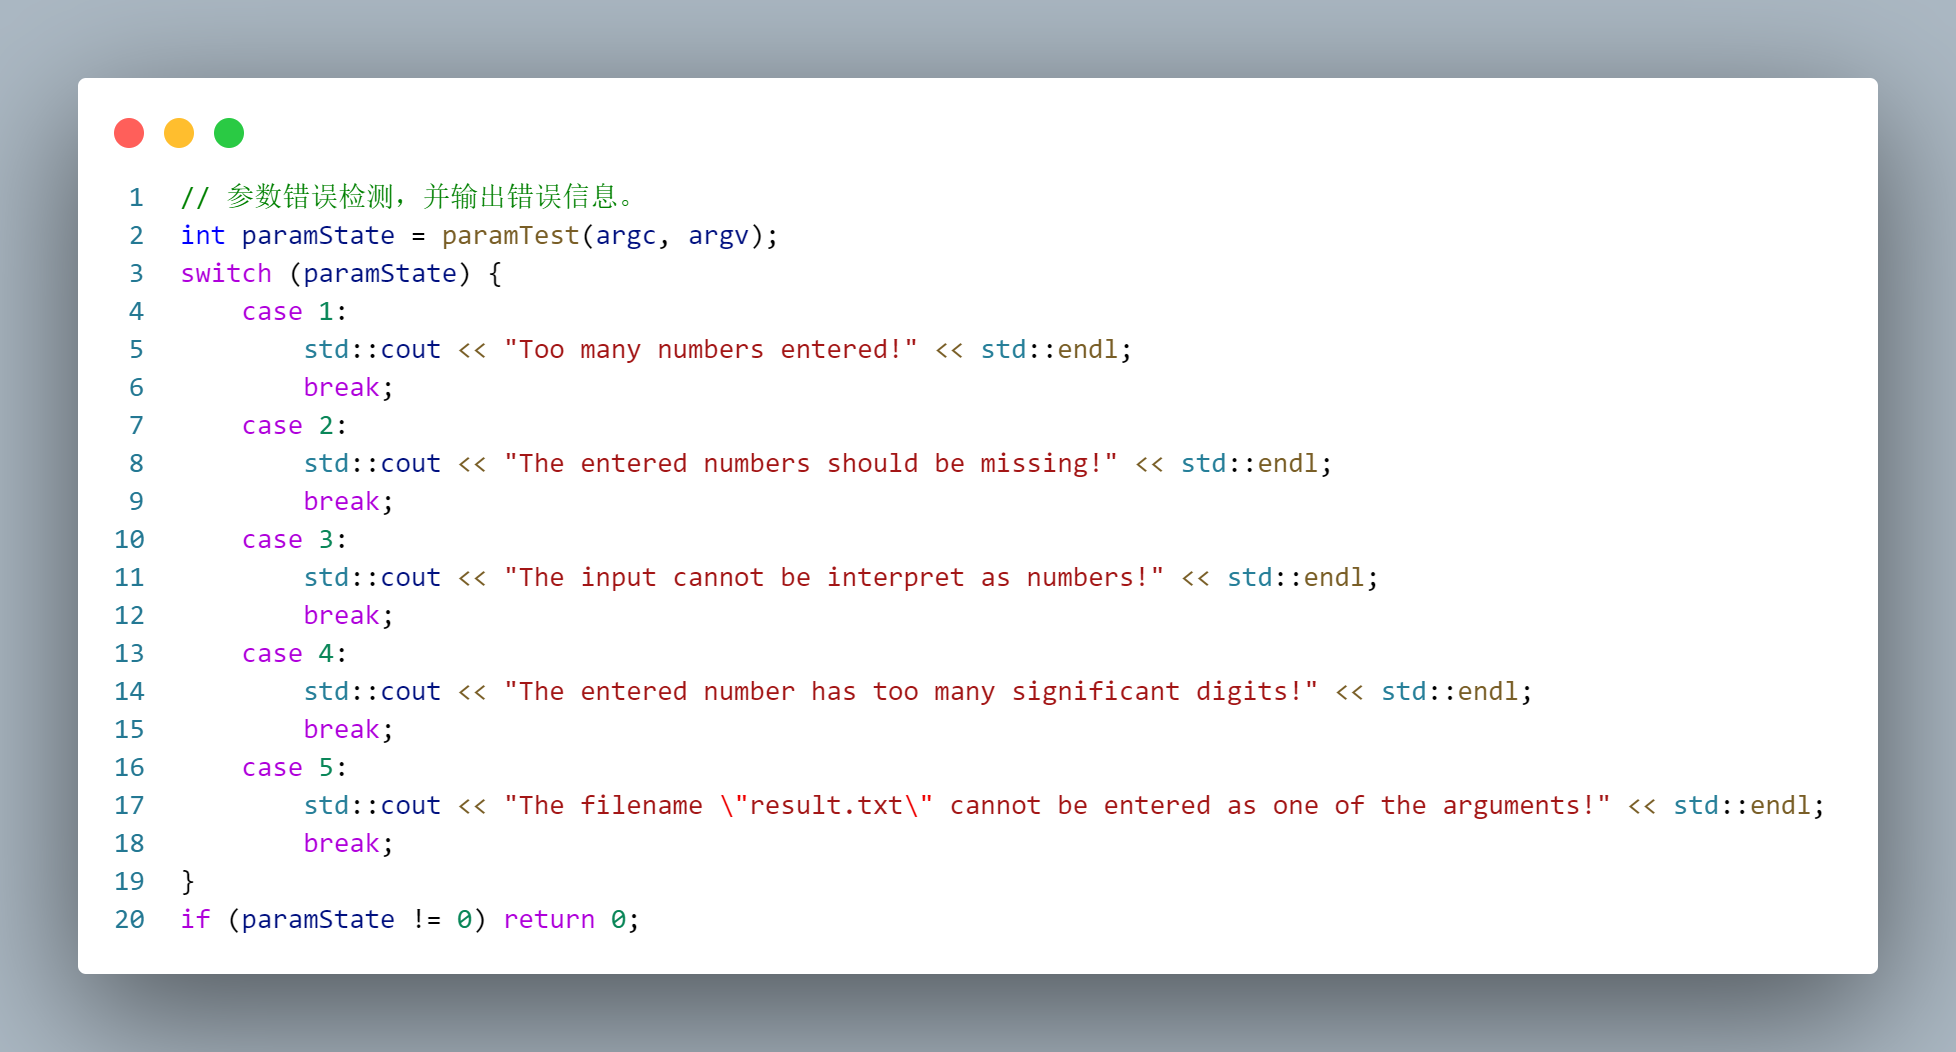 1 // 参数错误检测，并输出错误信息。
2 int paramState = paramTest(argc, argv);
3 switch (paramState) {
4     case 1:
5         std::cout << "Too many numbers entered!" << std::endl;
6         break;
7     case 2:
8         std::cout << "The entered numbers should be missing!" << std::endl;
9         break;
10     case 3:
11         std::cout << "The input cannot be interpret as numbers!" << std::endl;
12         break;
13     case 4:
14         std::cout << "The entered number has too many significant digits!" << std::endl;
15         break;
16     case 5:
17         std::cout << "The filename \"result.txt\" cannot be entered as one of the arguments!" << std::endl;
18         break;
19 }
20 if (paramState != 0) return 0;